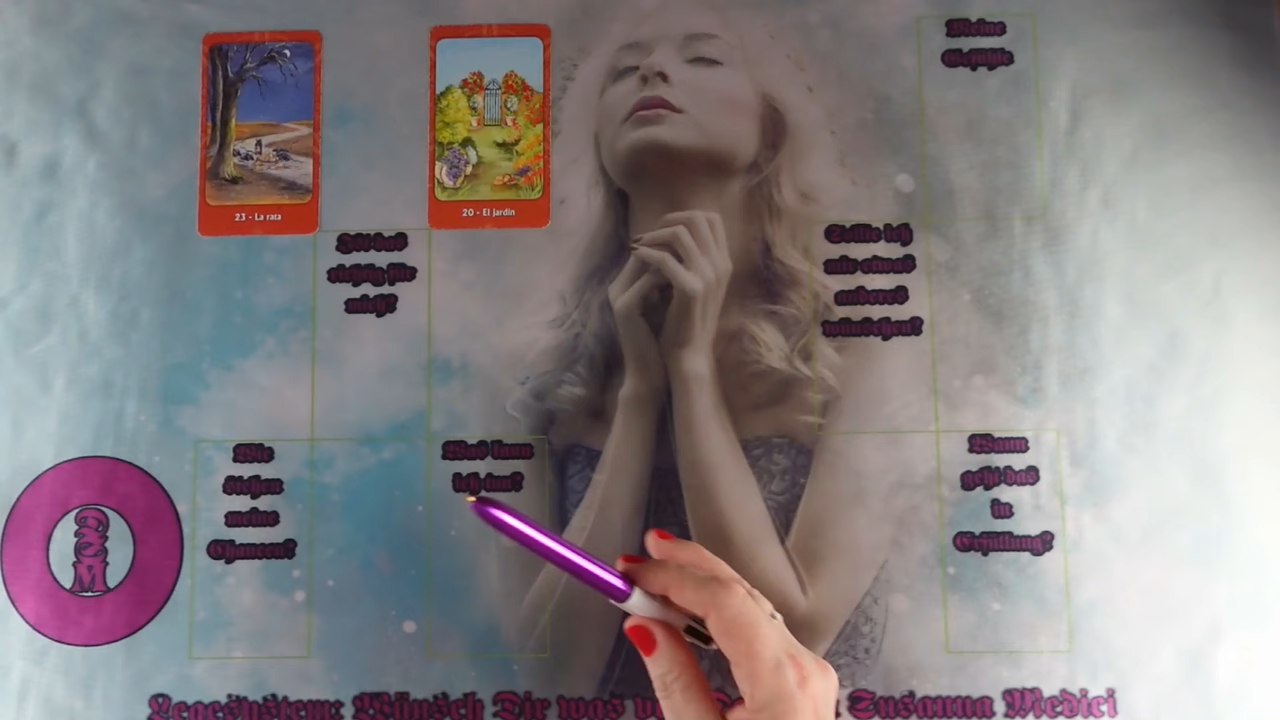 23 - La rata
20 - El jardín
Meine
Gefühle
Ist das
richtig für
mich?
Sollte ich
mir etwas
anderes
wünschen?
Wie
stehen
meine
Chancen?
Was kann
ich tun?
Wann
geht das
in
Erfüllung?
Legesystem: Wünsch Dir was
Susanna Medici